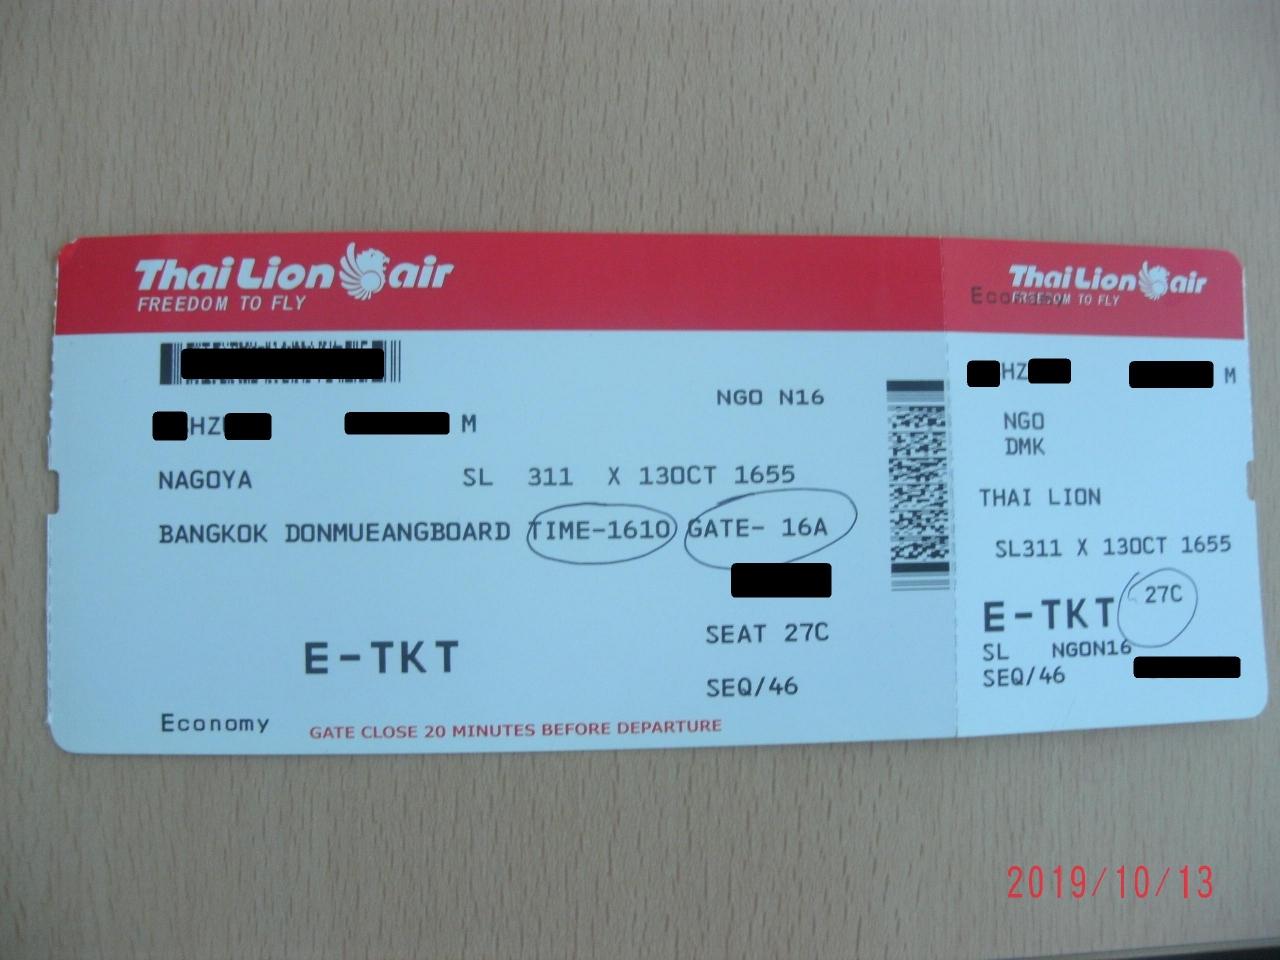 Thai Lion air
FREEDOM TO FLY
NGO N16
HZ M
NAGOYA SL 311 X 13OCT 1655
BANGKOK DONMUEANGBOARD TIME-1610 GATE- 16A
SEAT 27C
E-TKT
SEQ/46
Economy GATE CLOSE 20 MINUTES BEFORE DEPARTURE
Thai Lion air
FREEDOM TO FLY
Economy
HZ M
NGO
DMK
THAI LION
SL311 X 13OCT 1655
E-TKT 27C
SL NGON16
SEQ/46
2019/10/13